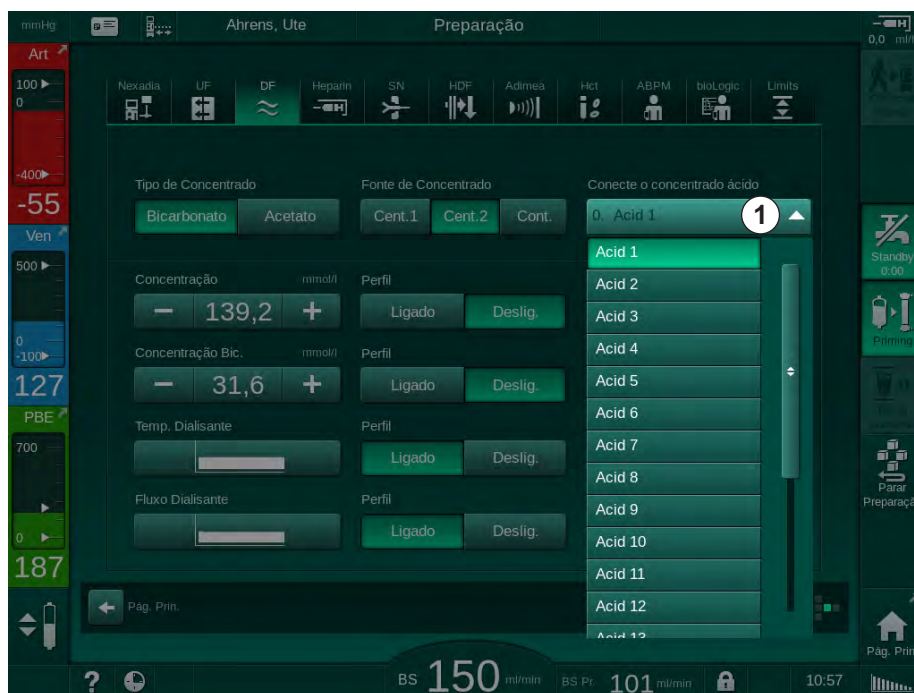 mmHg
Ahrens, Ute
Preparação
0,0 ml/h
Art
100
0
-400
-55
Ven
500
0
-100
127
PBE
700
0
187
Nexadia
UF
DF
Heparin
SN
HDF
Adimea
Hct
ABPM
bioLogic
Limits
Tipo de Concentrado
Fonte de Concentrado
Conecte o concentrado ácido
Bicarbonato
Acetato
Cent.1
Cent.2
Cont.
0. Acid 1
1
Acid 1
Acid 2
Acid 3
Acid 4
Acid 5
Acid 6
Acid 7
Acid 8
Acid 9
Acid 10
Acid 11
Acid 12
Acid 13
Concentração
mmol/l
Perfil
139,2
Ligado
Deslig.
Concentração Bic.
mmol/l
Perfil
31,6
Ligado
Deslig.
Temp. Dialisante
Perfil
Ligado
Deslig.
Fluxo Dialisante
Perfil
Ligado
Deslig.
Pág. Prin.
Standby
0:00
Priming
Parar
Preparaçã
Pág. Prin
BS 150 ml/min
BS Pr. 101 ml/min
10:57
?